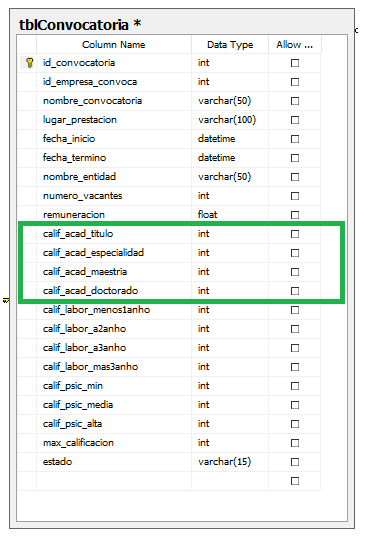 tblConvocatoria *
Column Name Data Type Allow ...
id_convocatoria int
id_empresa_convoca int
nombre_convocatoria varchar(50)
lugar_prestacion varchar(100)
fecha_inicio datetime
fecha_termino datetime
nombre_entidad varchar(50)
numero_vacantes int
remuneracion float
calif_acad_titulo int
calif_acad_especialidad int
calif_acad_maestria int
calif_acad_doctorado int
calif_labor_menos1anho int
calif_labor_a2anho int
calif_labor_a3anho int
calif_labor_mas3anho int
calif_psic_min int
calif_psic_media int
calif_psic_alta int
max_calificacion int
estado varchar(15)